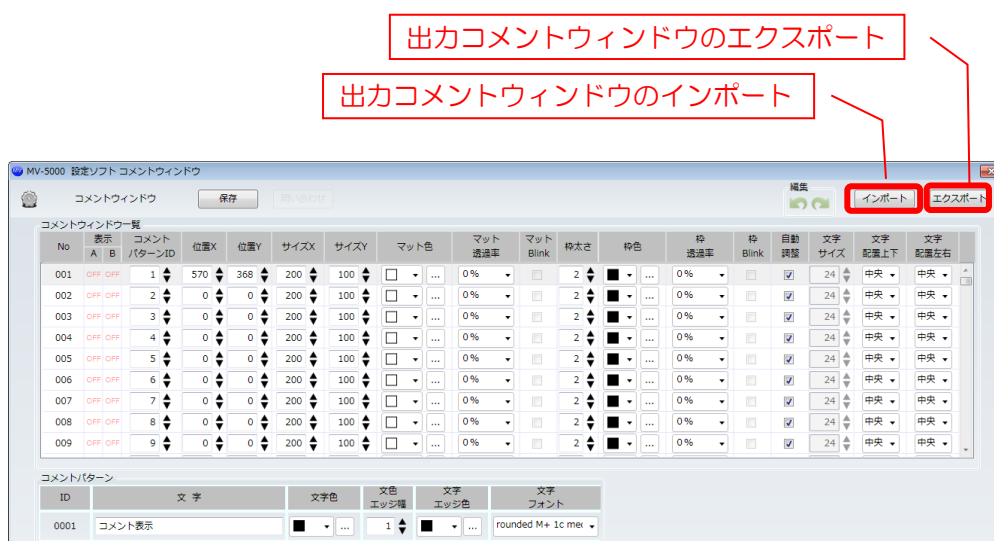 出力コメントウィンドウのエクスポート
出力コメントウィンドウのインポート
MV-5000 設定ソフト コメントウィンドウ
コメントウィンドウ 保存 問い合わせ 編集 インポート エクスポート
コメントウィンドウ一覧
No 表示 A B コメント パターンID 位置X 位置Y サイズX サイズY マット色 マット 透過率 マット Blink 枠太さ 枠色 枠 透過率 枠 Blink 自動 調整 文字 サイズ 文字 配置上下 文字 配置左右
001 OFF OFF 1 570 368 200 100 ... 0% 2 ... 0% 24 中央 中央
002 OFF OFF 2 0 0 200 100 ... 0% 2 ... 0% 24 中央 中央
003 OFF OFF 3 0 0 200 100 ... 0% 2 ... 0% 24 中央 中央
004 OFF OFF 4 0 0 200 100 ... 0% 2 ... 0% 24 中央 中央
005 OFF OFF 5 0 0 200 100 ... 0% 2 ... 0% 24 中央 中央
006 OFF OFF 6 0 0 200 100 ... 0% 2 ... 0% 24 中央 中央
007 OFF OFF 7 0 0 200 100 ... 0% 2 ... 0% 24 中央 中央
008 OFF OFF 8 0 0 200 100 ... 0% 2 ... 0% 24 中央 中央
009 OFF OFF 9 0 0 200 100 ... 0% 2 ... 0% 24 中央 中央
コメントパターン
ID 文 字 文字色 文色 エッジ幅 文字 エッジ色 文字 フォント
0001 コメント表示 ... 1 ... rounded M+ 1c